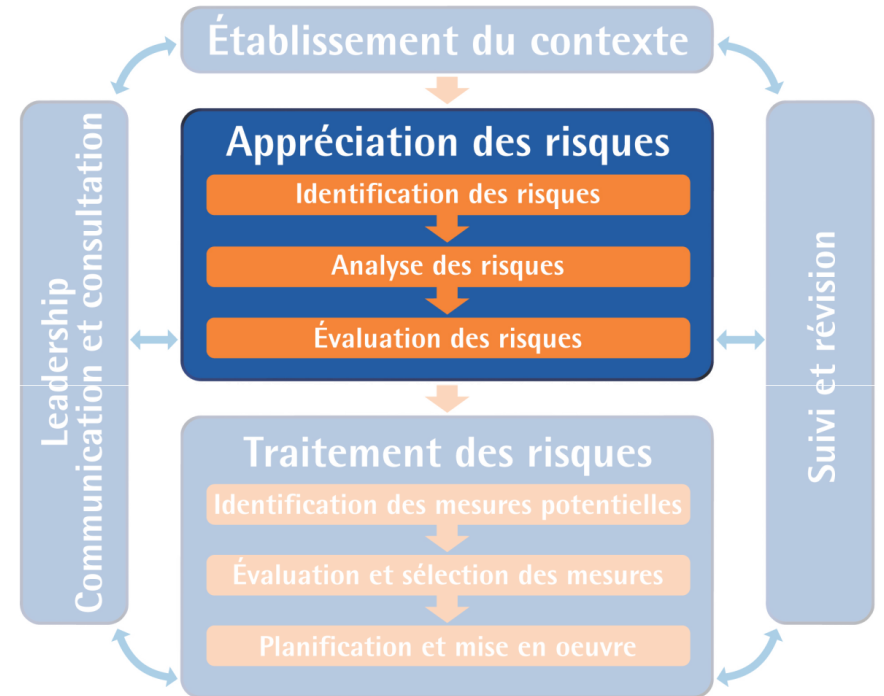 Établissement du contexte
Leadership
Communication et consultation
Appréciation des risques
Identification des risques
Analyse des risques
Évaluation des risques
Suivi et révision
Traitement des risques
Identification des mesures potentielles
Évaluation et sélection des mesures
Planification et mise en oeuvre